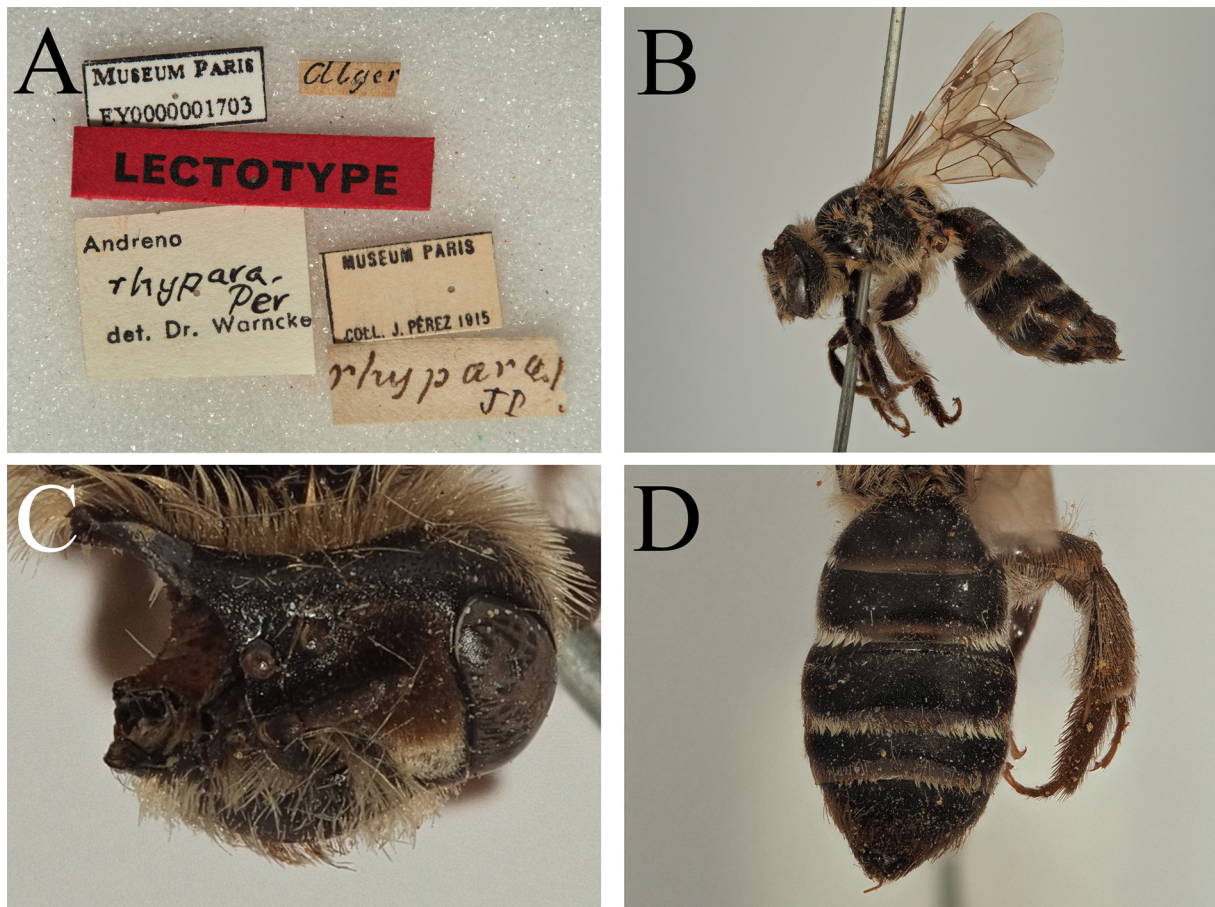 A
MUSEUM PARIS
EY0000001703
Alger
LECTOTYPE
Andreno
rhypara.
Per
det. Dr. Warncke
MUSEUM PARIS
COLL. J. PÉREZ 1915
rhypara
JP.
B
C
D